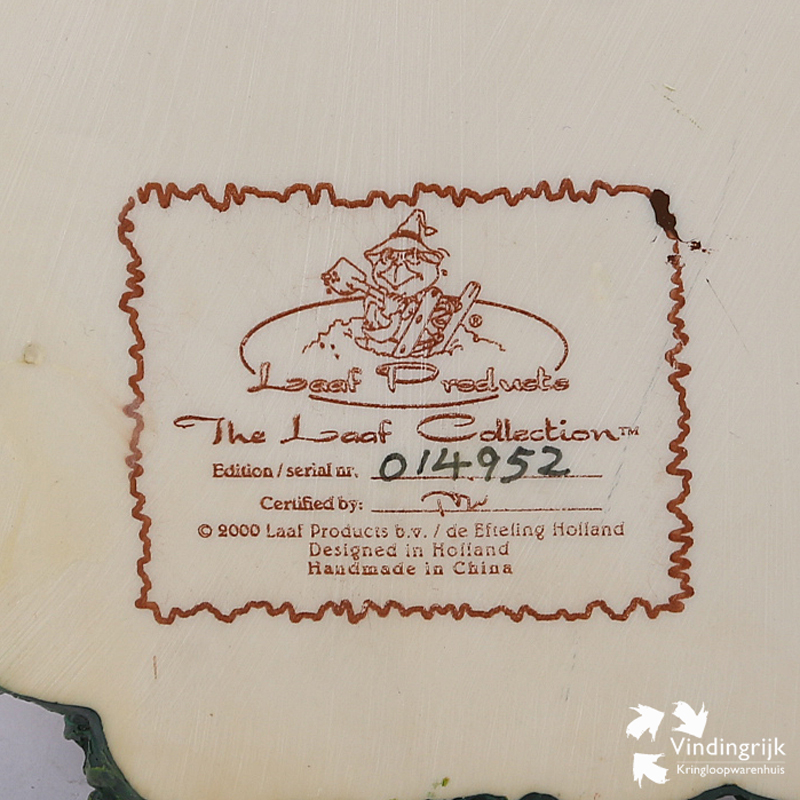 ®
Laaf Products
The Laaf Collection™
Edition / serial nr. 014952
Certified by:
© 2000 Laaf Products b.v. / de Efteling Holland
Designed in Holland
Handmade in China
Vindingrijk
Kringloopwarenhuis